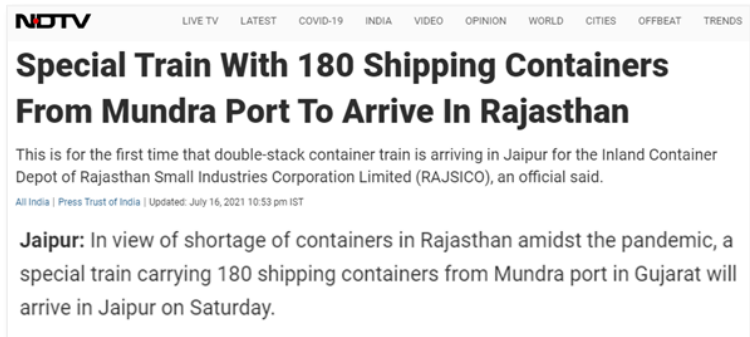 NDTV LIVE TV LATEST COVID-19 INDIA VIDEO OPINION WORLD CITIES OFFBEAT TRENDS
Special Train With 180 Shipping Containers
From Mundra Port To Arrive In Rajasthan
This is for the first time that double-stack container train is arriving in Jaipur for the Inland Container
Depot of Rajasthan Small Industries Corporation Limited (RAJSICO), an official said.
All India | Press Trust of India | Updated: July 16, 2021 10:53 pm IST
Jaipur: In view of shortage of containers in Rajasthan amidst the pandemic, a
special train carrying 180 shipping containers from Mundra port in Gujarat will
arrive in Jaipur on Saturday.